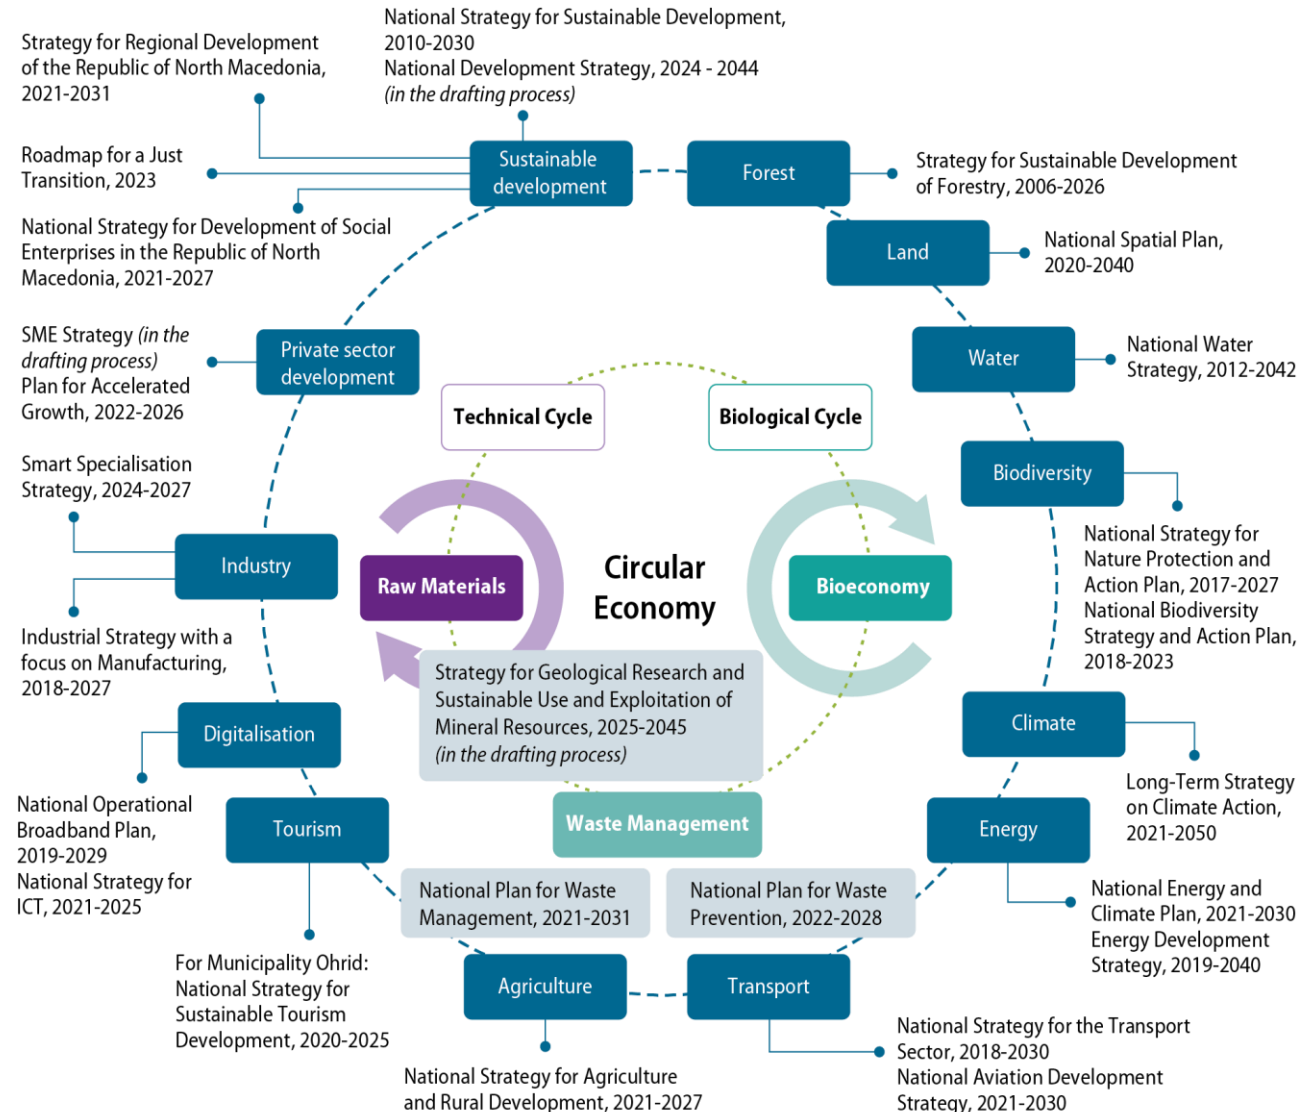 National Strategy for Sustainable Development,
2010-2030
National Development Strategy, 2024 - 2044
(in the drafting process)
Strategy for Regional Development
of the Republic of North Macedonia,
2021-2031
Roadmap for a Just
Transition, 2023
National Strategy for Development of Social
Enterprises in the Republic of North
Macedonia, 2021-2027
Sustainable
development
Forest
Strategy for Sustainable Development
of Forestry, 2006-2026
Land
National Spatial Plan,
2020-2040
Water
National Water
Strategy, 2012-2042
SME Strategy (in the
drafting process)
Plan for Accelerated
Growth, 2022-2026
Private sector
development
Technical Cycle
Biological Cycle
Biodiversity
National Strategy for
Nature Protection and
Action Plan, 2017-2027
National Biodiversity
Strategy and Action Plan,
2018-2023
Smart Specialisation
Strategy, 2024-2027
Industry
Industrial Strategy with a
focus on Manufacturing,
2018-2027
Raw Materials
Circular
Economy
Bioeconomy
Strategy for Geological Research and
Sustainable Use and Exploitation of
Mineral Resources, 2025-2045
(in the drafting process)
Digitalisation
National Operational
Broadband Plan,
2019-2029
National Strategy for
ICT, 2021-2025
Climate
Long-Term Strategy
on Climate Action,
2021-2050
Tourism
For Municipality Ohrid:
National Strategy for
Sustainable Tourism
Development, 2020-2025
Waste Management
National Plan for Waste
Management, 2021-2031
National Plan for Waste
Prevention, 2022-2028
Energy
National Energy and
Climate Plan, 2021-2030
Energy Development
Strategy, 2019-2040
Agriculture
National Strategy for Agriculture
and Rural Development, 2021-2027
Transport
National Strategy for the Transport
Sector, 2018-2030
National Aviation Development
Strategy, 2021-2030